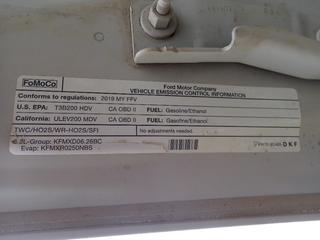 FoMoCo
Ford Motor Company
VEHICLE EMISSION CONTROL INFORMATION
Conforms to regulations: 2019 MY FFV
U.S. EPA: T3B200 HDV CA OBD II FUEL: Gasoline/Ethanol
California: ULEV200 MDV CA OBD II FUEL: Gasoline/Ethanol
TWC/HO2S/WR-HO2S/SFI No adjustments needed.
.2L-Group: KFMXD06.26BC
Evap: KFMXR0250NBS
DKF